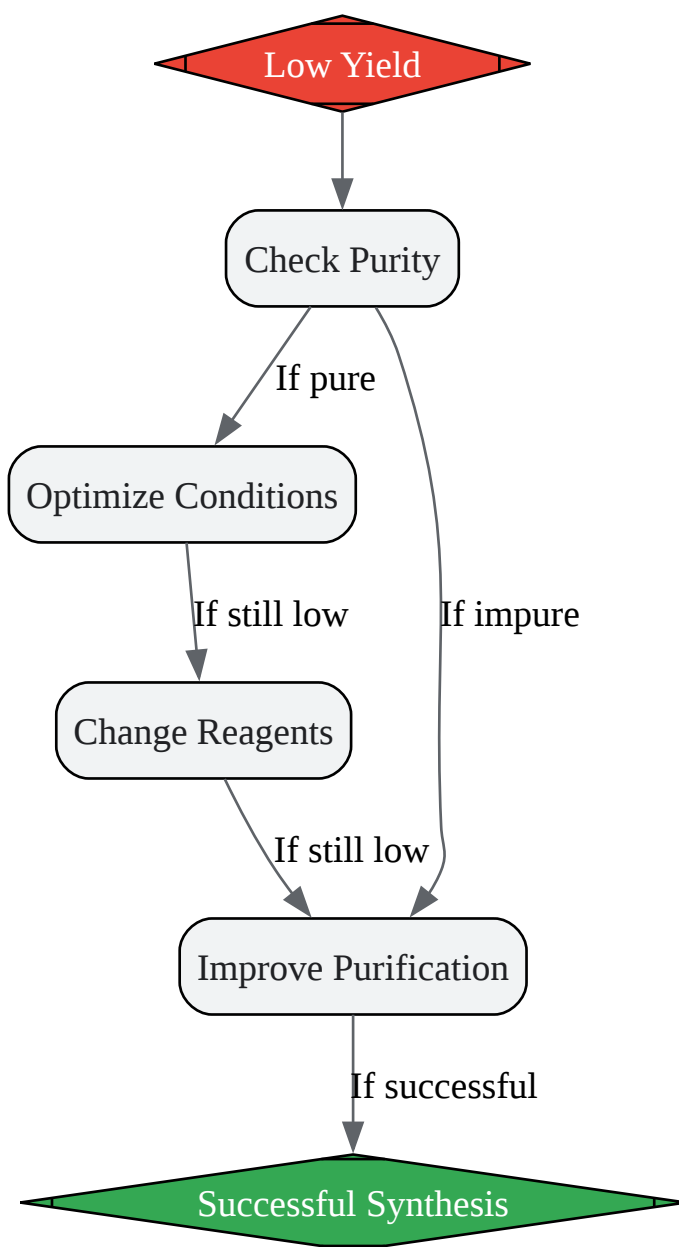 Low Yield
Check Purity
If pure
Optimize Conditions
If still low
If impure
Change Reagents
If still low
Improve Purification
If successful
Successful Synthesis